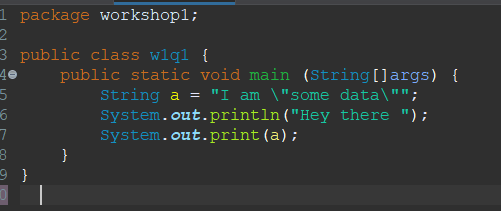 1 package workshop1;
2
3 public class w1q1 {
4     public static void main (String[]args) {
5         String a = "I am \"some data\"";
6         System.out.println("Hey there ");
7         System.out.print(a);
8     }
9 }
0